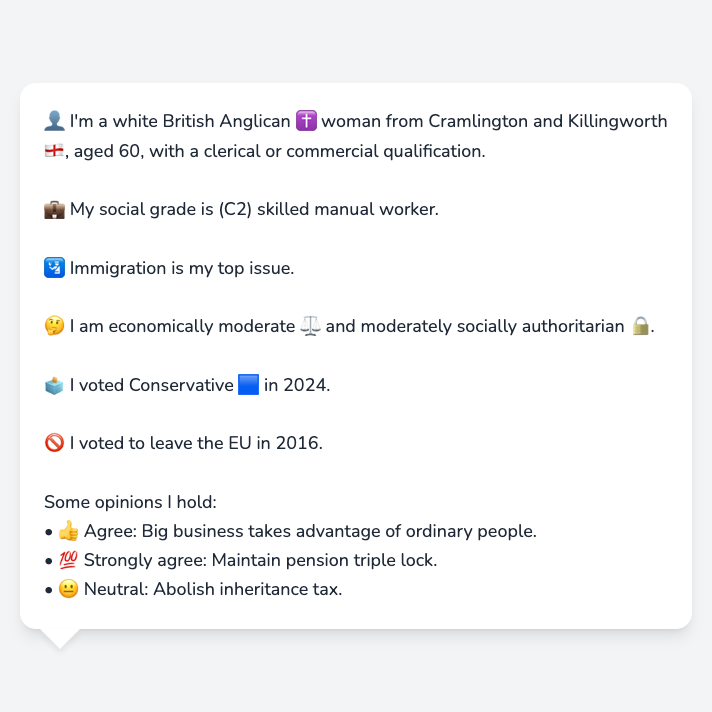 👤 I'm a white British Anglican ✝️ woman from Cramlington and Killingworth
🏴󠁧󠁢󠁥󠁮󠁧󠁿, aged 60, with a clerical or commercial qualification.
💼 My social grade is (C2) skilled manual worker.
🛂 Immigration is my top issue.
🤔 I am economically moderate ⚖️ and moderately socially authoritarian 🔒.
🗳️ I voted Conservative 🟦 in 2024.
🚫 I voted to leave the EU in 2016.
Some opinions I hold:
• 👍 Agree: Big business takes advantage of ordinary people.
• 💯 Strongly agree: Maintain pension triple lock.
• 😐 Neutral: Abolish inheritance tax.